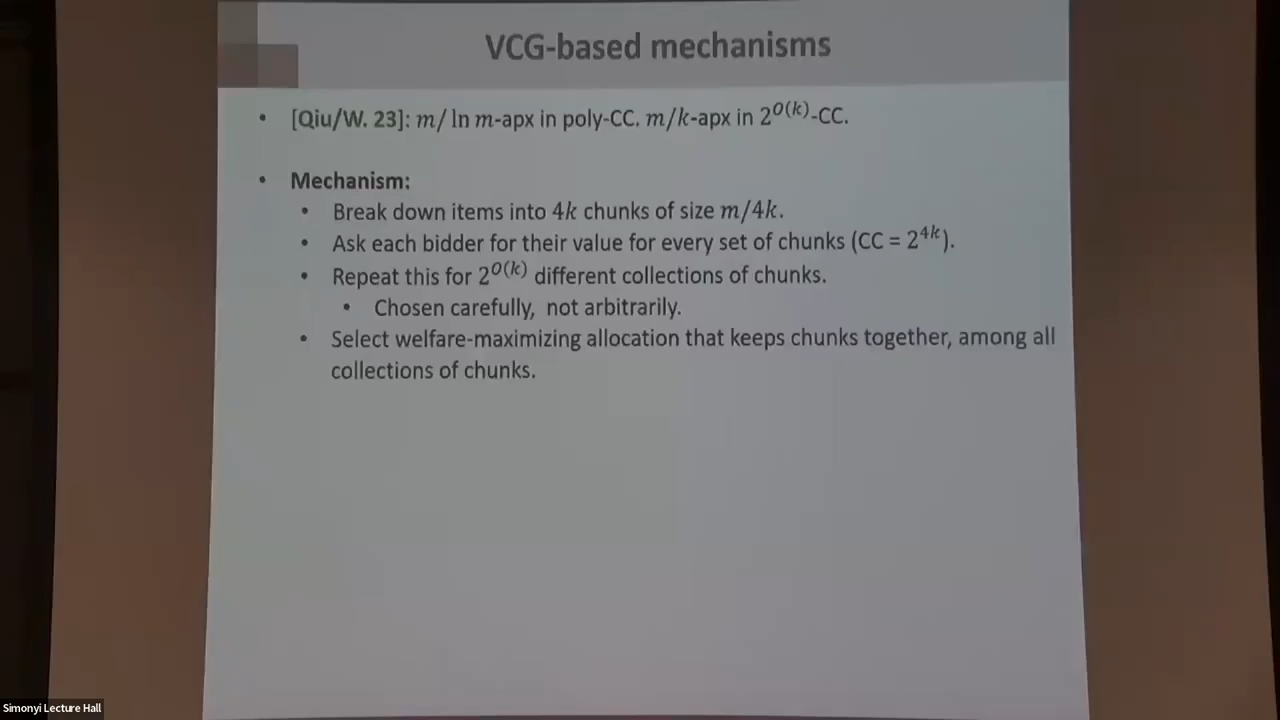 VCG-based mechanisms
• [Qiu/W. 23]: m/ ln m-apx in poly-CC. m/k-apx in 2^O(k)-CC.
• Mechanism:
• Break down items into 4k chunks of size m/4k.
• Ask each bidder for their value for every set of chunks (CC = 2^4k).
• Repeat this for 2^O(k) different collections of chunks.
• Chosen carefully, not arbitrarily.
• Select welfare-maximizing allocation that keeps chunks together, among all
collections of chunks.
Simonyi Lecture Hall